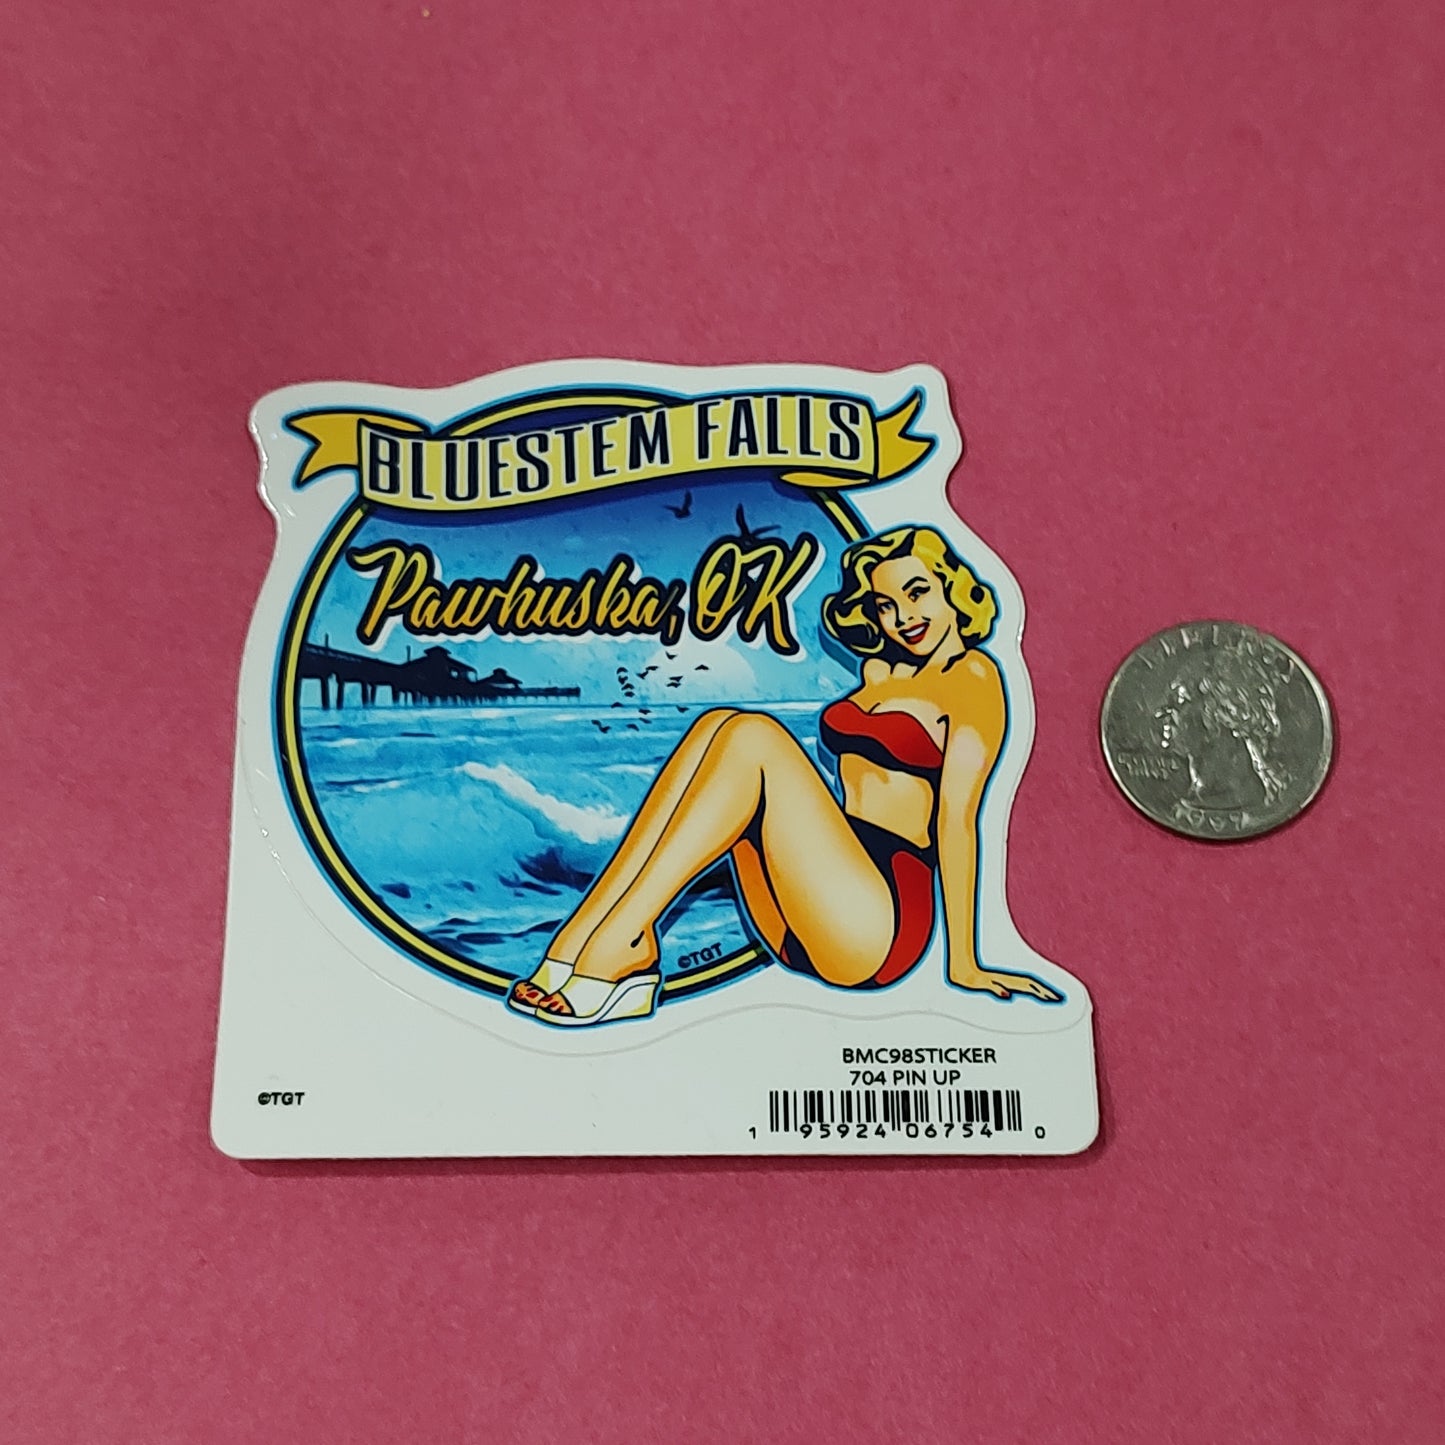 BLUESTEM FALLS
Pawhuska, OK
©TGT
BMC98STICKER
704 PIN UP
©TGT
1 95924 06754 0